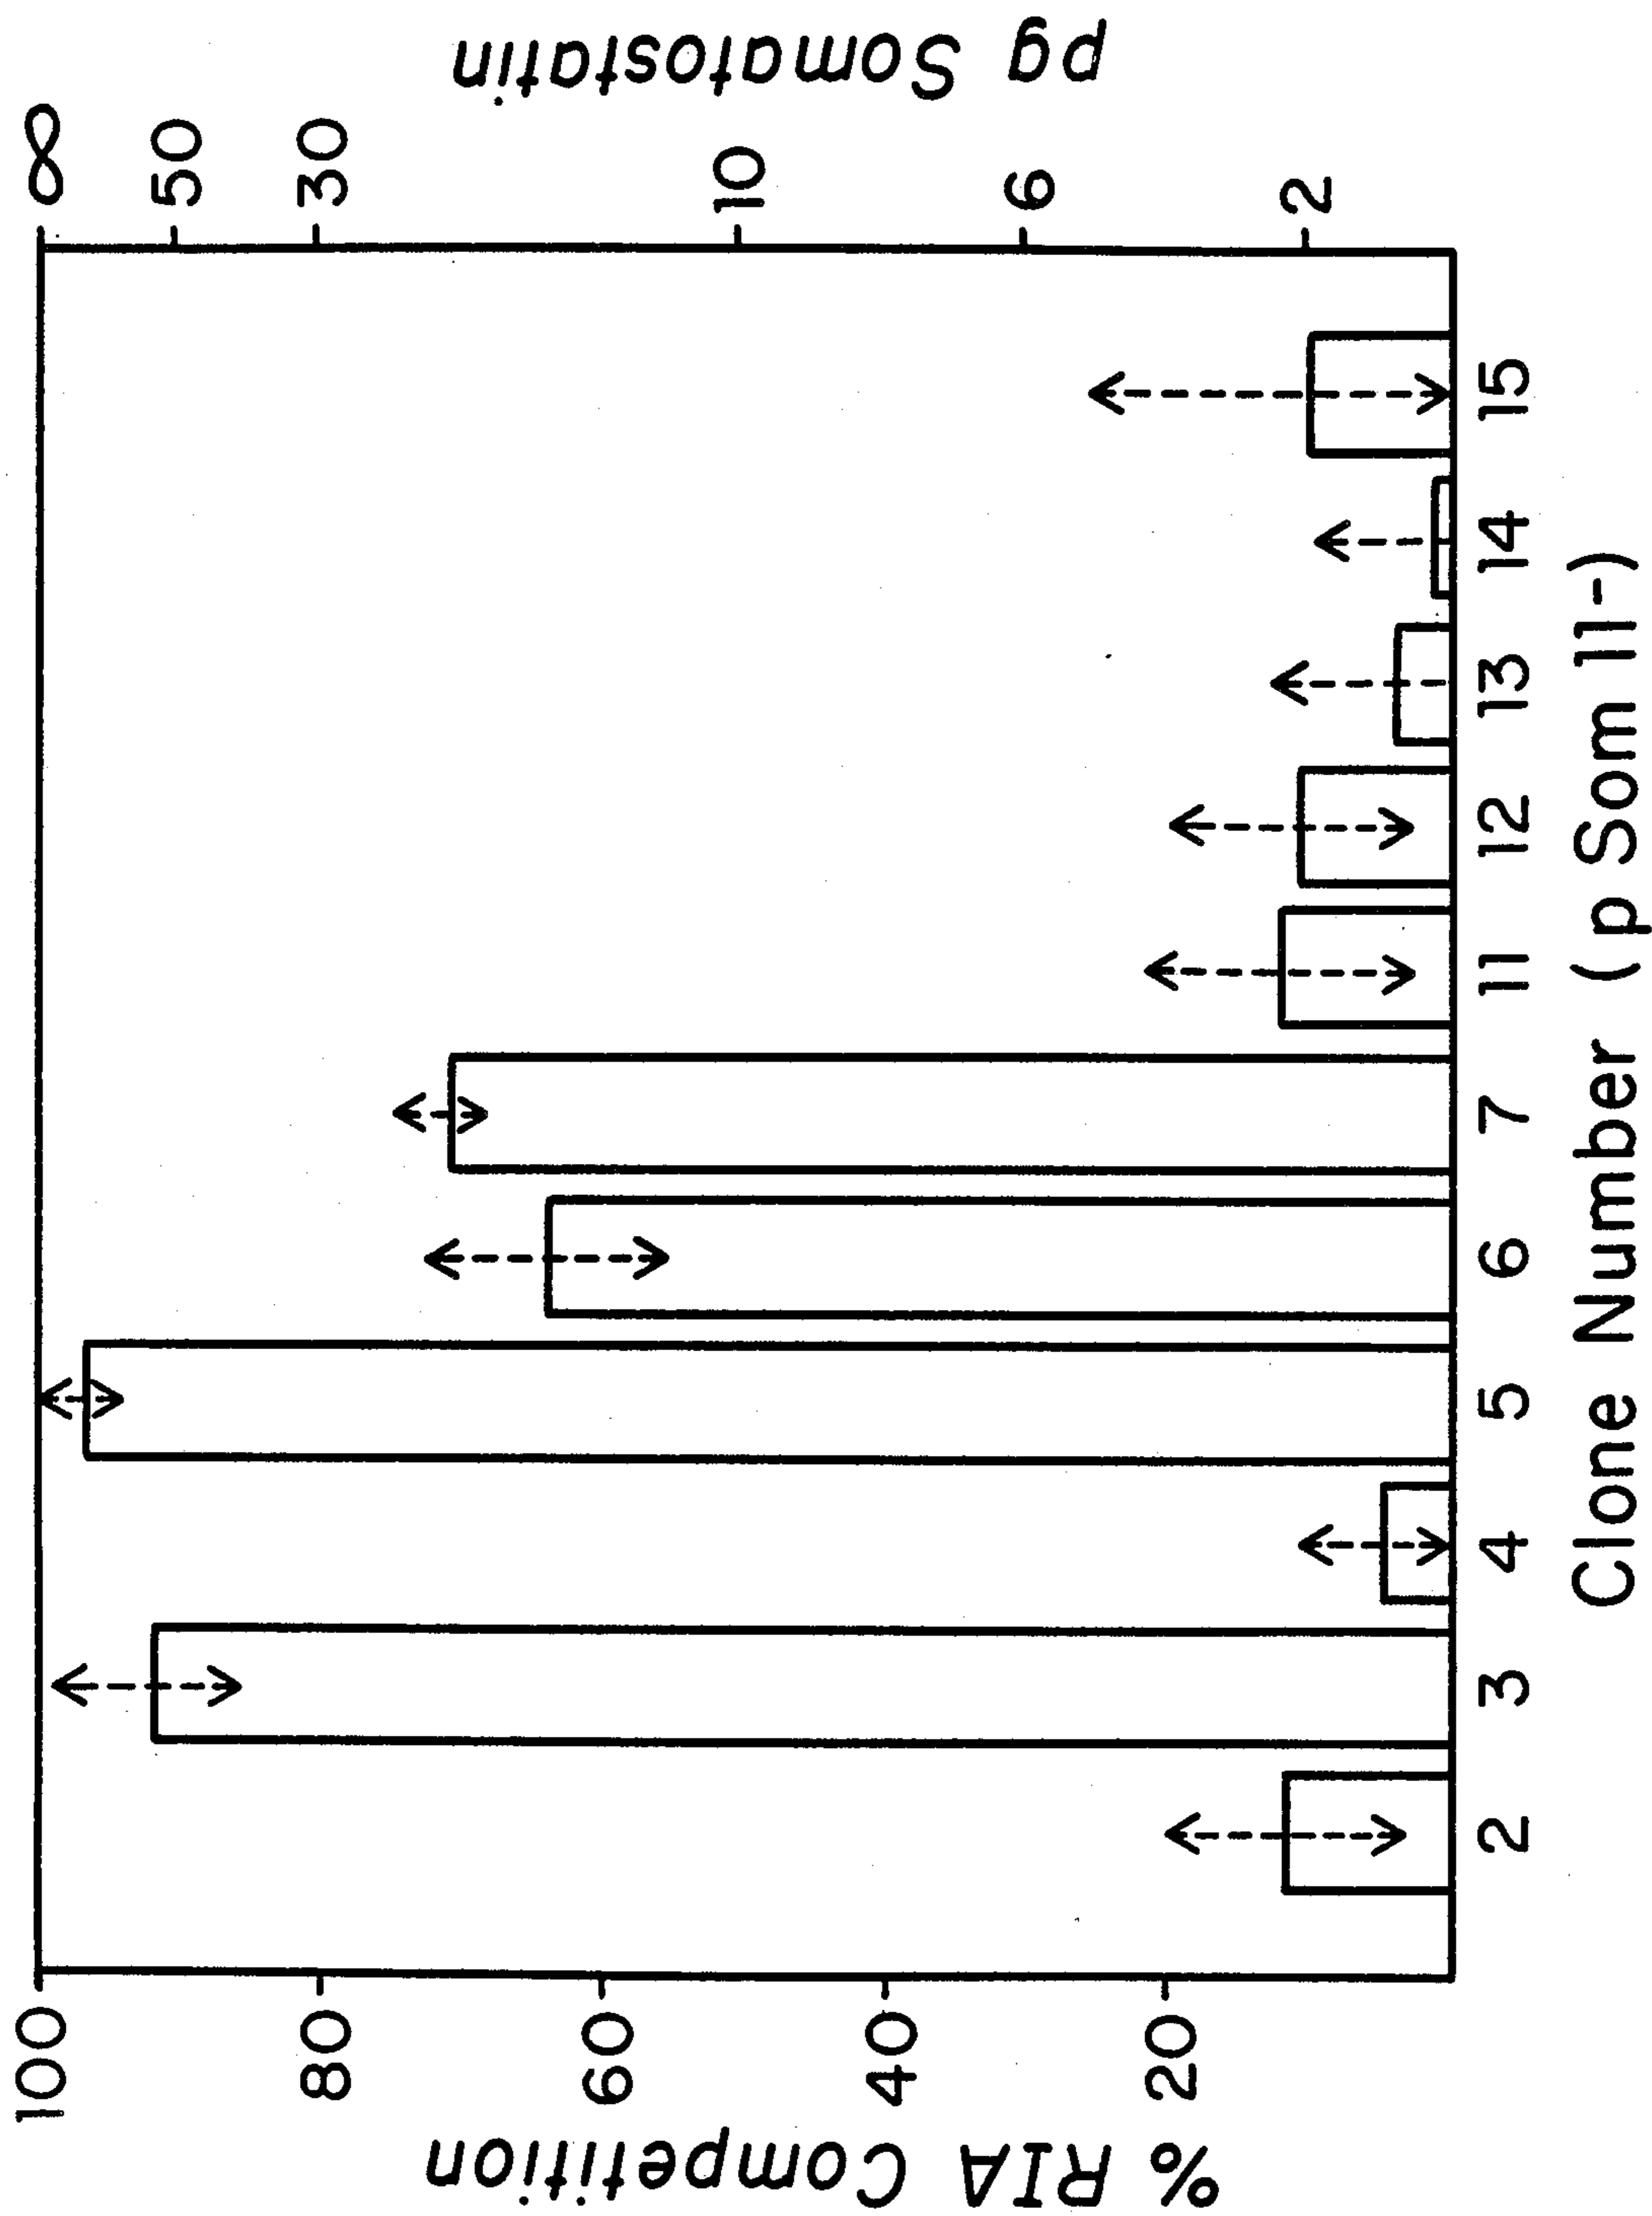 % RIA Competition
100
80
60
40
20
pg Somatostatin
∞
50
30
10
6
2
2 3 4 5 6 7 11 12 13 14 15
Clone Number (p Som 11-)